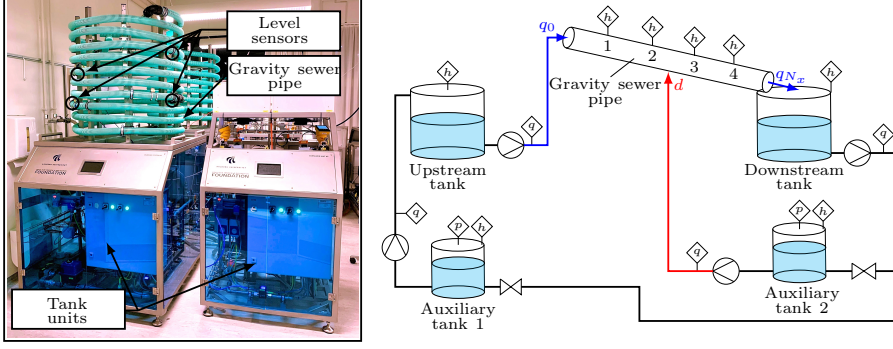 Level
sensors
Gravity sewer
pipe
FOUNDATION
Tank
units
q0
h
h
h
h
1
2
3
4
Gravity sewer
pipe
d
qNx
h
h
q
q
Upstream
tank
Downstream
tank
q
p
h
q
p
h
Auxiliary
tank 1
Auxiliary
tank 2